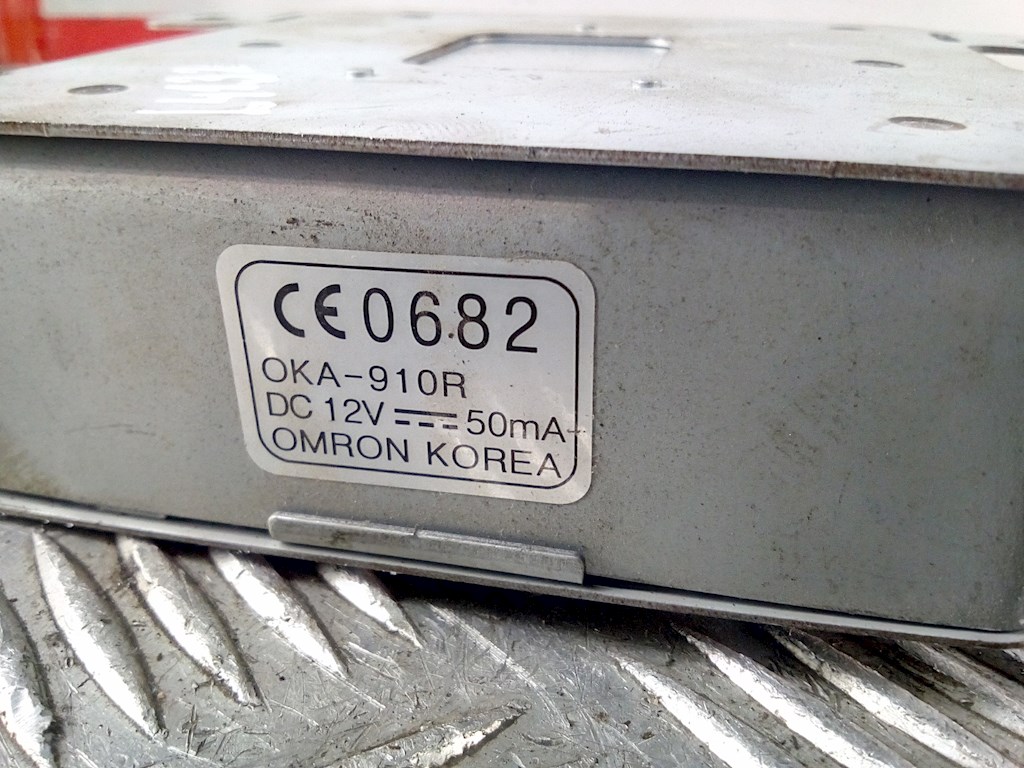 CE 0682
OKA-910R
DC 12V ⎓ 50mA
OMRON KOREA